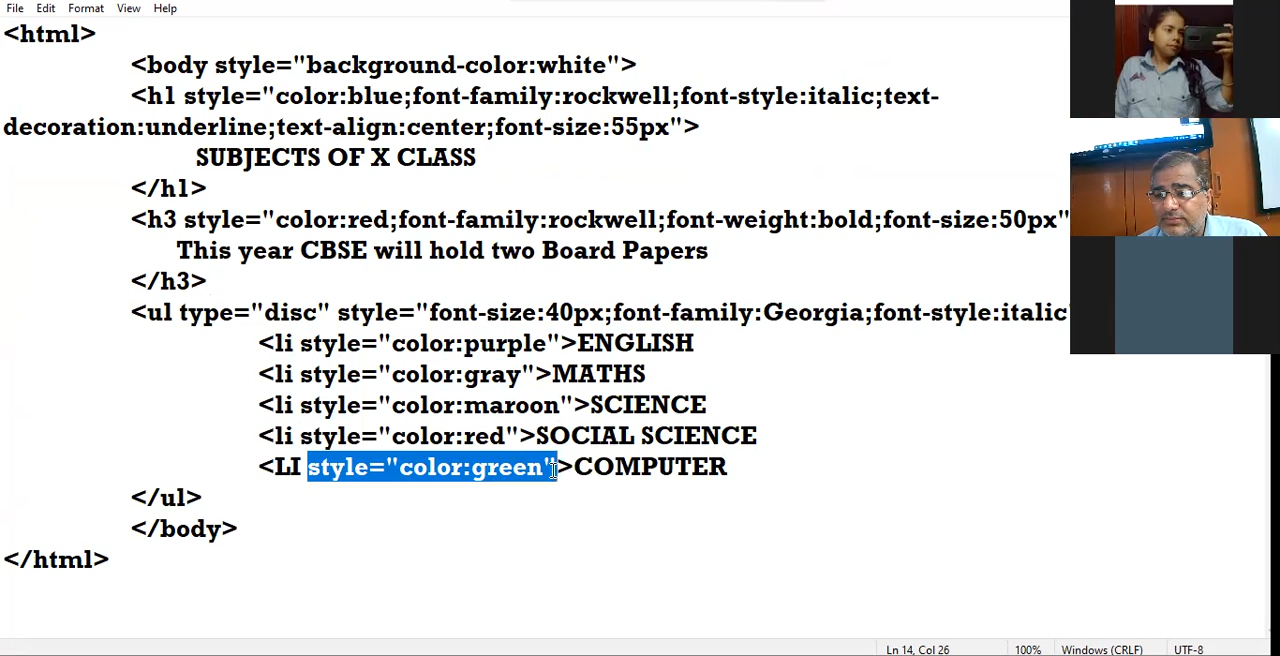 File Edit Format View Help
<html>
<body style="background-color:white">
<h1 style="color:blue;font-family:rockwell;font-style:italic;text-
decoration:underline;text-align:center;font-size:55px">
SUBJECTS OF X CLASS
</h1>
<h3 style="color:red;font-family:rockwell;font-weight:bold;font-size:50px"
This year CBSE will hold two Board Papers
</h3>
<ul type="disc" style="font-size:40px;font-family:Georgia;font-style:italic
<li style="color:purple">ENGLISH
<li style="color:gray">MATHS
<li style="color:maroon">SCIENCE
<li style="color:red">SOCIAL SCIENCE
<LI style="color:green">COMPUTER
</ul>
</body>
</html>
Ln 14, Col 26 100% Windows (CRLF) UTF-8